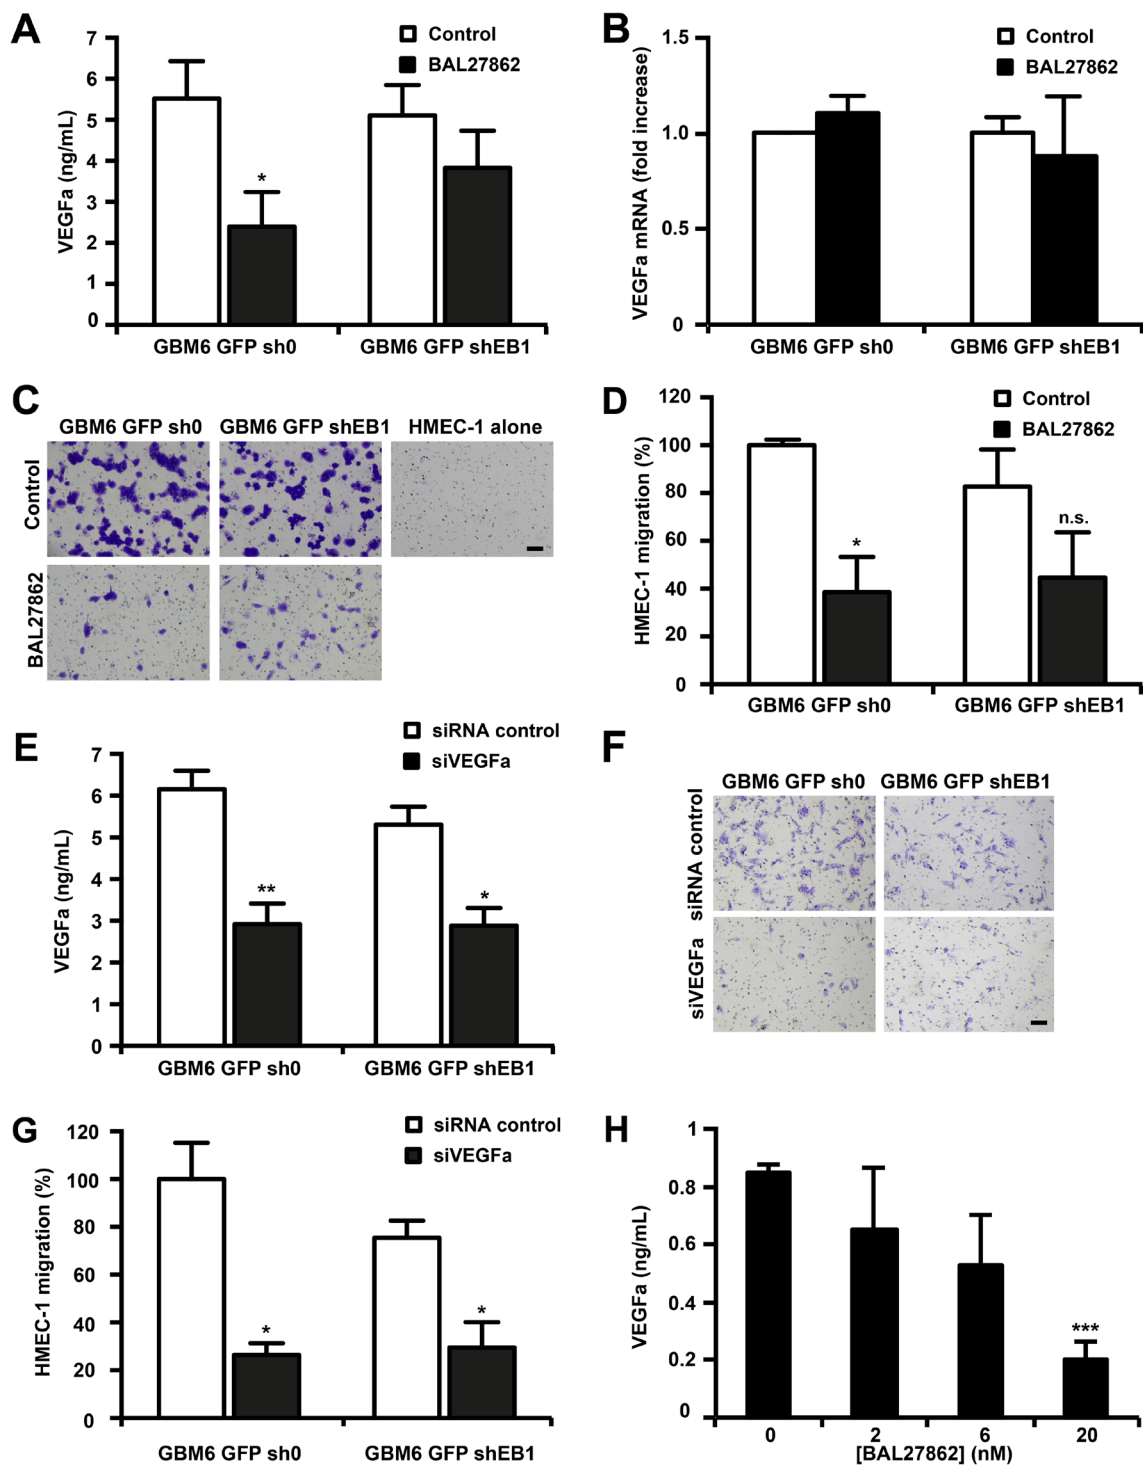 A
Control
BAL27862
7
6
5
4
3
2
1
0
VEGFa (ng/mL)
*
GBM6 GFP sh0
GBM6 GFP shEB1
B
Control
BAL27862
1.5
1.0
0.5
0
VEGFa mRNA (fold increase)
GBM6 GFP sh0
GBM6 GFP shEB1
C
GBM6 GFP sh0
GBM6 GFP shEB1
HMEC-1 alone
Control
BAL27862
D
Control
BAL27862
120
100
80
60
40
20
0
HMEC-1 migration (%)
*
n.s.
GBM6 GFP sh0
GBM6 GFP shEB1
E
siRNA control
siVEGFa
7
6
5
4
3
2
1
0
VEGFa (ng/mL)
**
*
GBM6 GFP sh0
GBM6 GFP shEB1
F
GBM6 GFP sh0
GBM6 GFP shEB1
siRNA control
siVEGFa
G
siRNA control
siVEGFa
120
100
80
60
40
20
0
HMEC-1 migration (%)
*
*
GBM6 GFP sh0
GBM6 GFP shEB1
H
1
0.8
0.6
0.4
0.2
0
VEGFa (ng/mL)
***
0
2
6
20
[BAL27862] (nM)